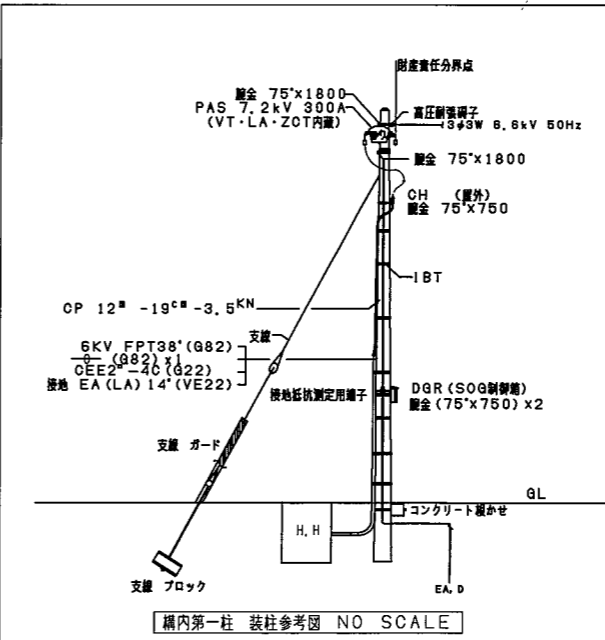 財産責任分界点
腕金 75°×1800
PAS 7.2kV 300A
(VT・LA・ZCT内蔵)
高圧耐張碍子
3φ3W 6.6kV 50Hz
腕金 75°×1800
CH (屋外)
腕金 75°×750
IBT
CP 12m -19cm -3.5KN
支線
6KV FPT38°(G82)
(G82)×1
CEE2°-4C(G22)
接地 EA(LA)14°(VE22)
接地抵抗測定用端子
DGR(SOG制御箱)
腕金(75°×750)×2
支線 ガード
GL
コンクリート根かせ
H.H
支線 ブロック
EA.D
構内第一柱 装柱参考図 NO SCALE